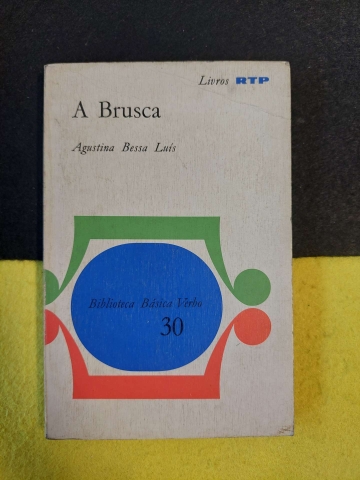 Livros RTP
A Brusca
Agustina Bessa Luís
Biblioteca Básica Verbo
30